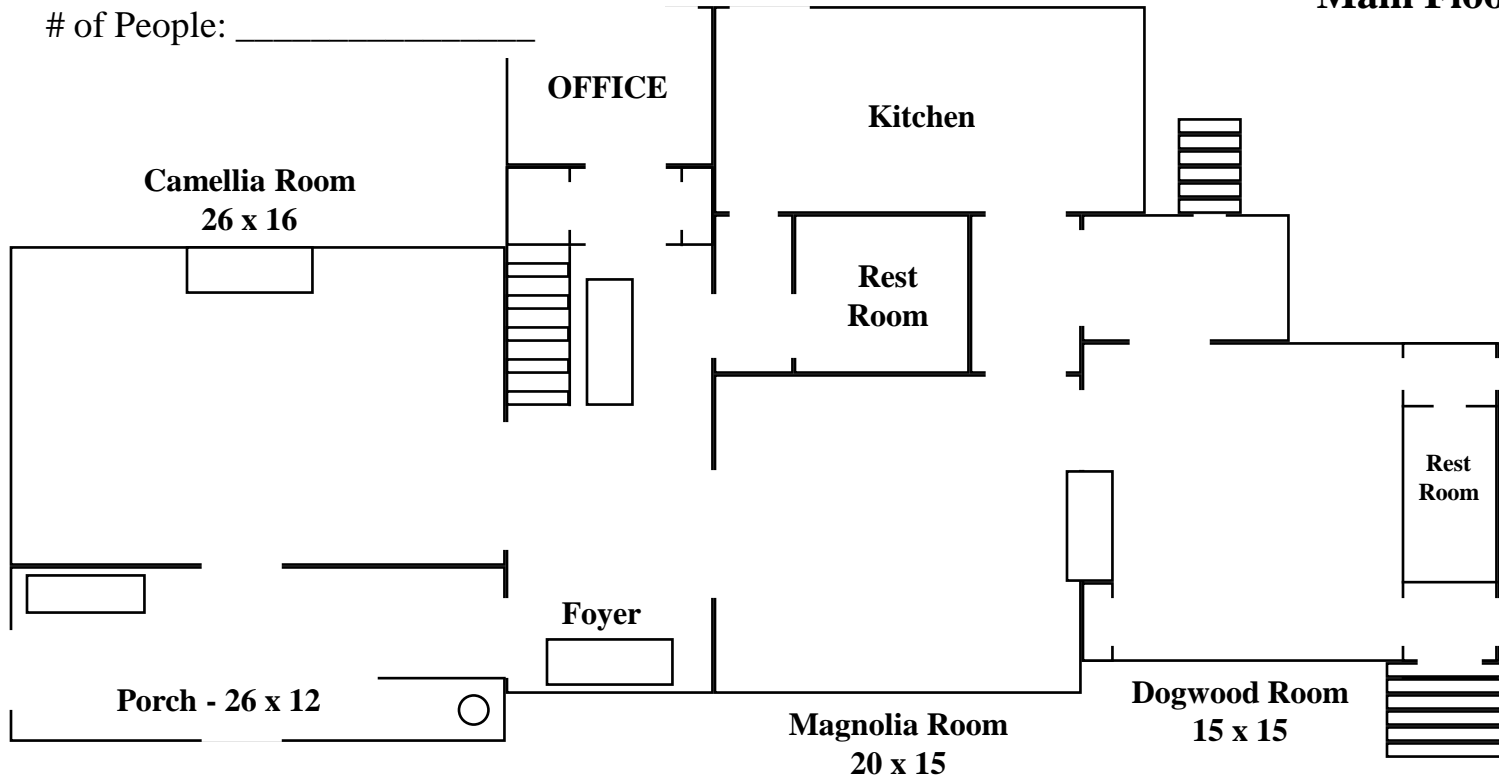 # of People: ________________
OFFICE
Kitchen
Camellia Room
26 x 16
Rest
Room
Rest
Room
Foyer
Porch - 26 x 12
Magnolia Room
20 x 15
Dogwood Room
15 x 15